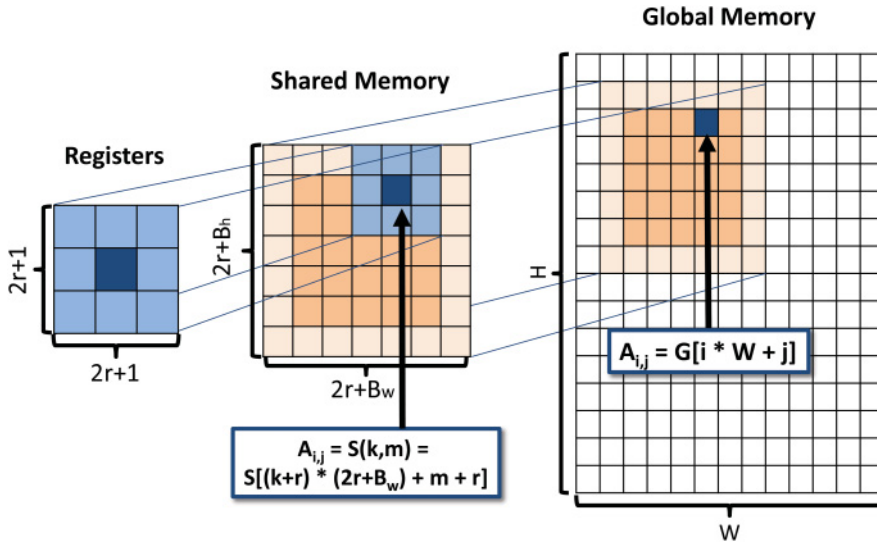 Global Memory
Shared Memory
Registers
2r+1
2r+1
2r+Bh
2r+Bw
Ai,j = S(k,m) =
S[(k+r) * (2r+Bw) + m + r]
H
Ai,j = G[i * W + j]
W